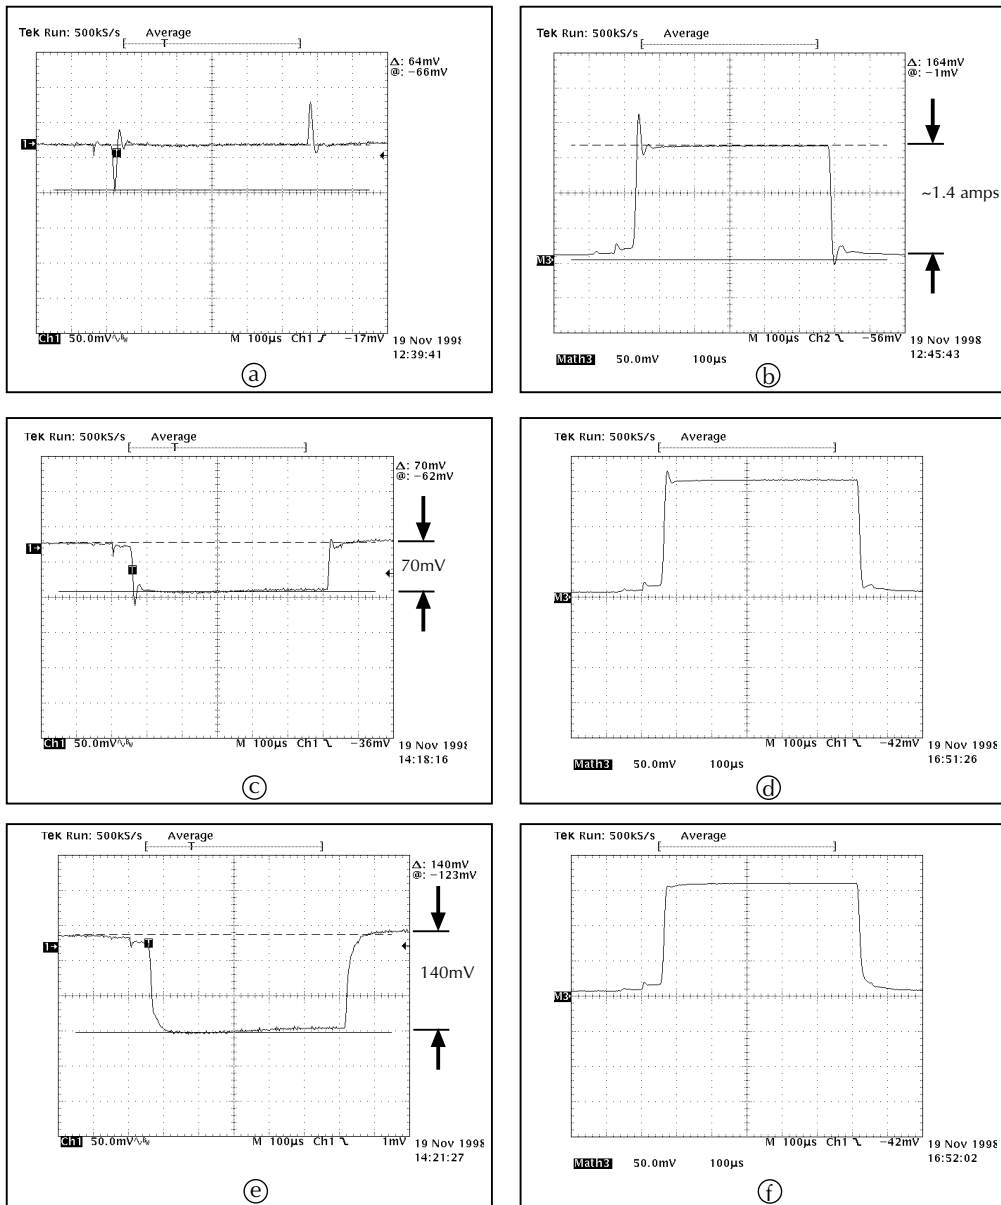 Tek Run: 500kS/s Average
Δ: 64mV
@: −66mV
T
1→
T
Ch1 50.0mV∿BW M 100µs Ch1 ⌡ −17mV
19 Nov 1998
12:39:41
a
Tek Run: 500kS/s Average
Δ: 164mV
@: −1mV
~1.4 amps
M3
M 100µs Ch2 −56mV
19 Nov 1998
12:45:43
Math3 50.0mV 100µs
b
Tek Run: 500kS/s Average
T
Δ: 70mV
@: −62mV
1→
70mV
T
Ch1 50.0mV∿BW M 100µs Ch1 −36mV
19 Nov 1998
14:18:16
c
Tek Run: 500kS/s Average
M3
M 100µs Ch1 −42mV
19 Nov 1998
16:51:26
Math3 50.0mV 100µs
d
Tek Run: 500kS/s Average
T
Δ: 140mV
@: −123mV
1→
T
140mV
Ch1 50.0mV∿BW M 100µs Ch1 1mV
19 Nov 1998
14:21:27
e
Tek Run: 500kS/s Average
M3
M 100µs Ch1 −42mV
19 Nov 1998
16:52:02
Math3 50.0mV 100µs
f